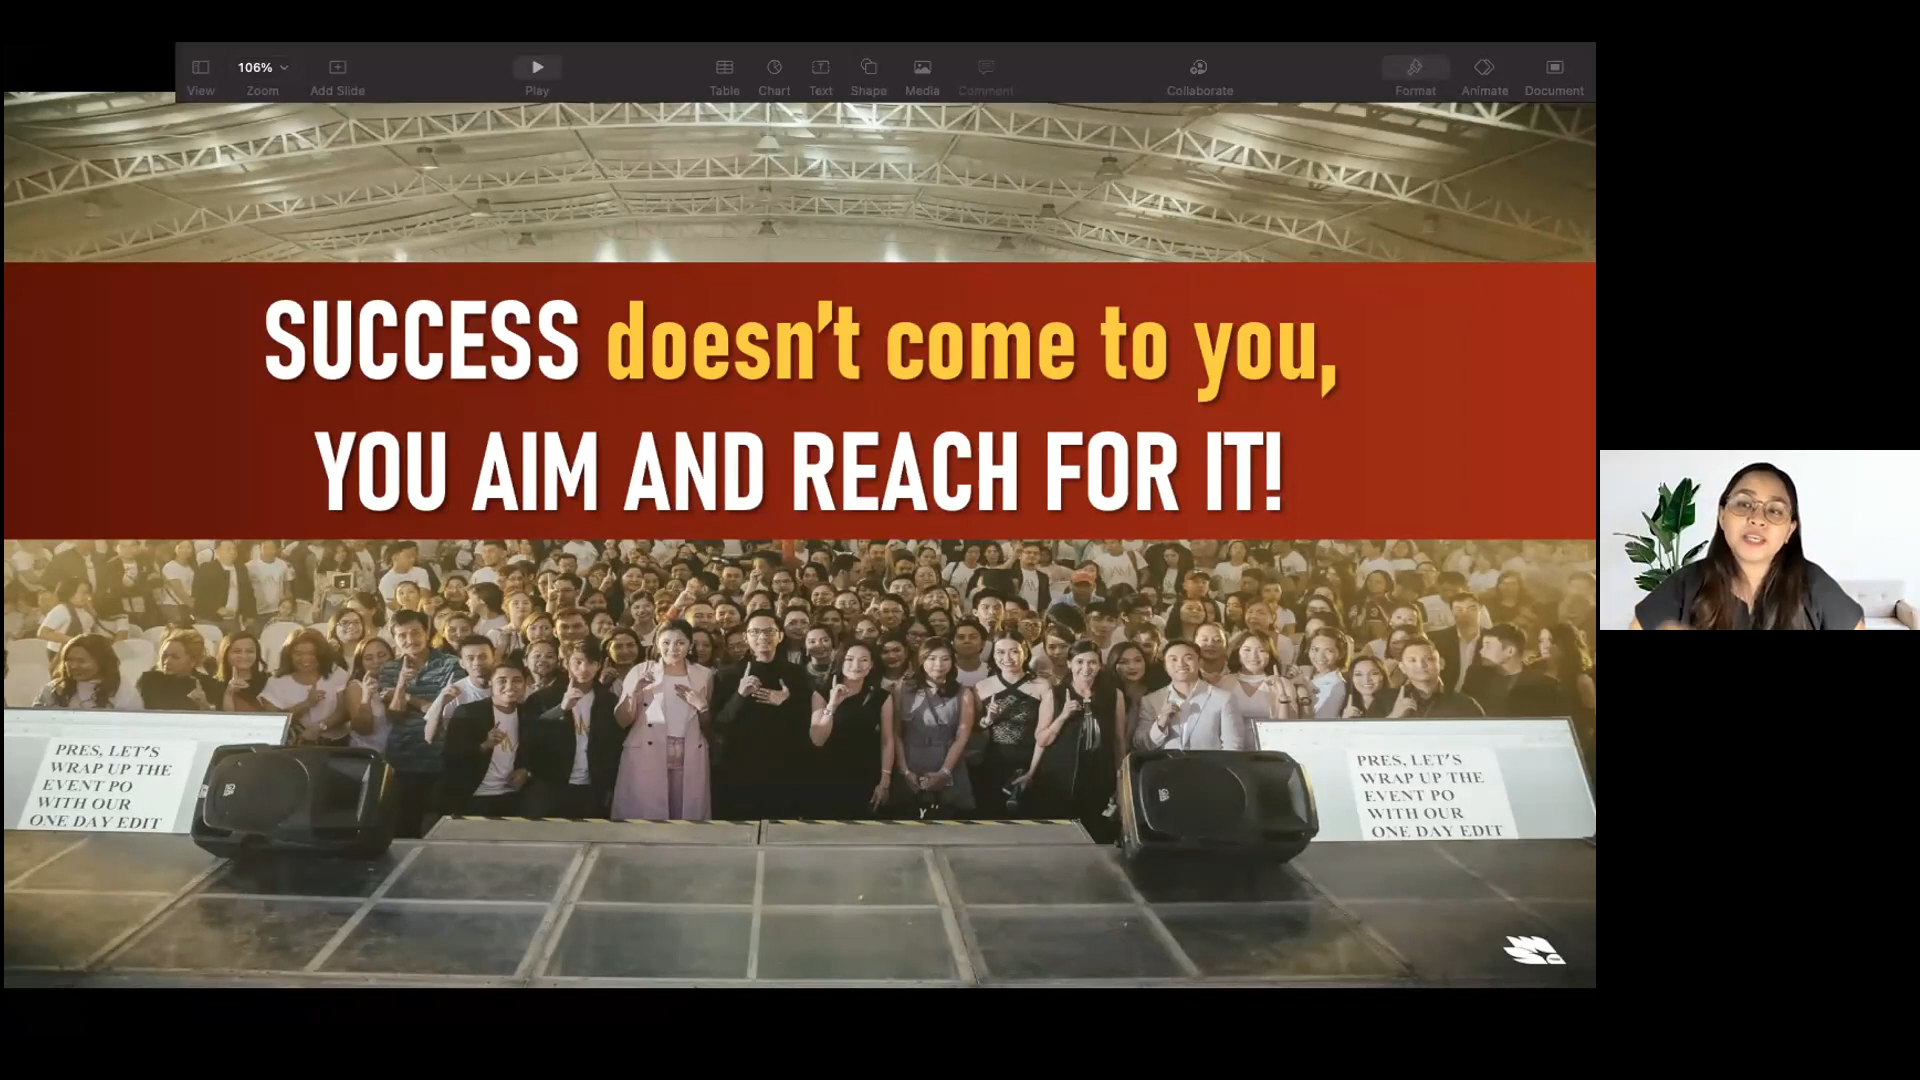 106%
View
Zoom
Add Slide
Play
Table
Chart
Text
Shape
Media
Comment
Collaborate
Format
Animate
Document
SUCCESS doesn't come to you,
YOU AIM AND REACH FOR IT!
PRES, LET'S
WRAP UP THE
EVENT PO
WITH OUR
ONE DAY EDIT
PRES, LET'S
WRAP UP THE
EVENT PO
WITH OUR
ONE DAY EDIT